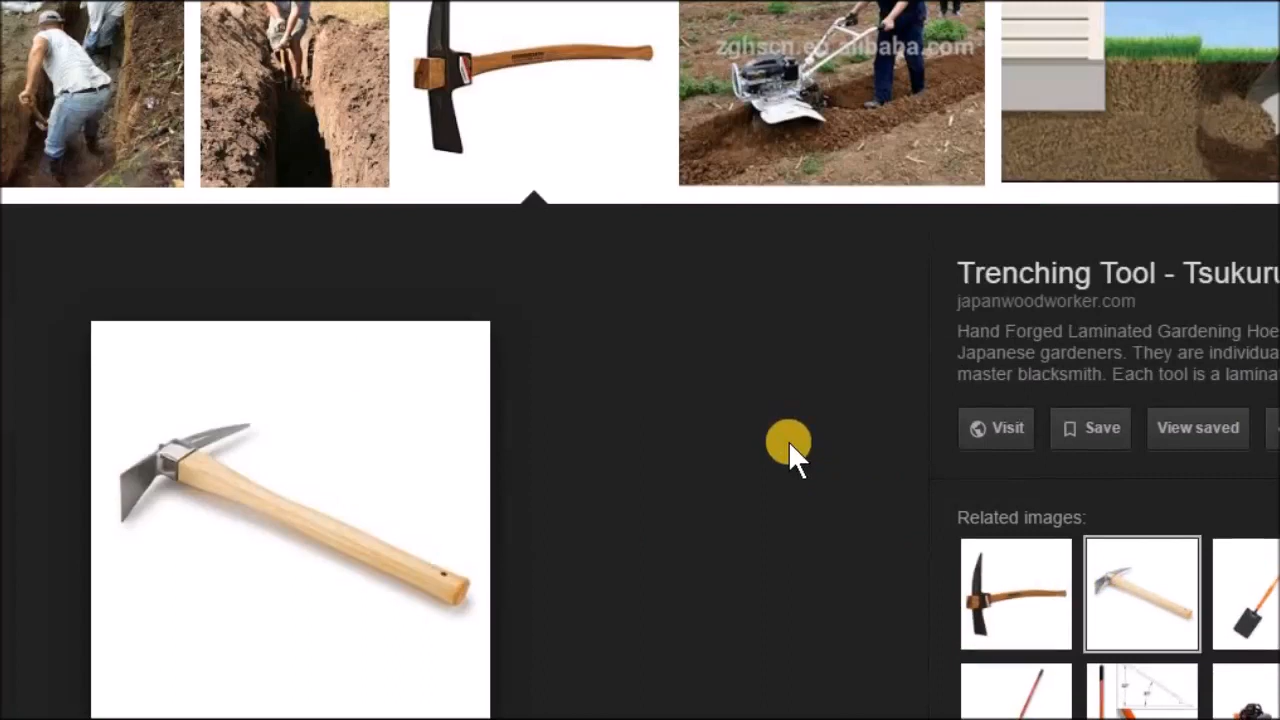 zghscn.en.alibaba.com
Trenching Tool - Tsukuru
japanwoodworker.com
Hand Forged Laminated Gardening Hoe
Japanese gardeners. They are individua
master blacksmith. Each tool is a lamina
Visit
Save
View saved
Related images: